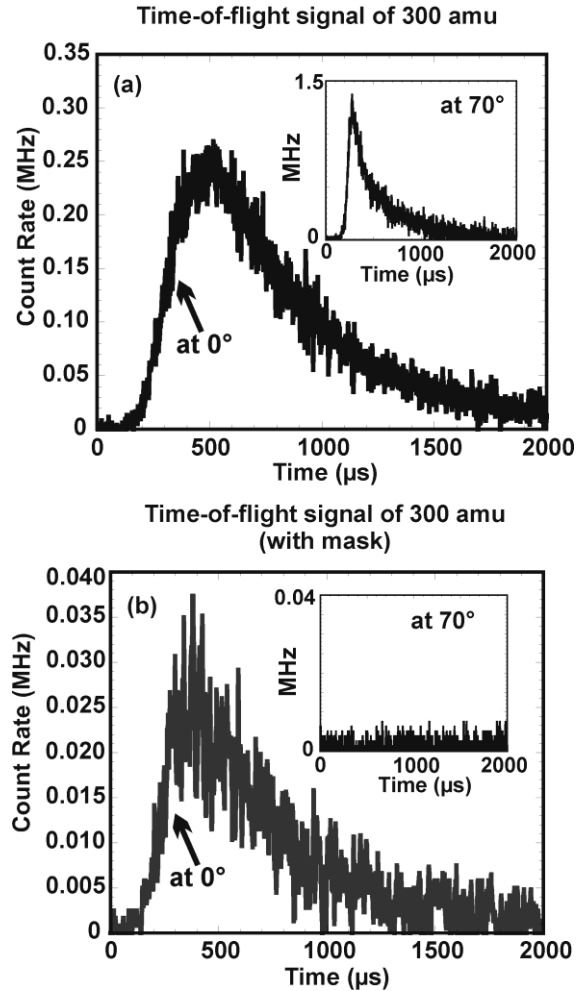 Time-of-flight signal of 300 amu
(a)
Count Rate (MHz)
0.35
0.30
0.25
0.20
0.15
0.10
0.05
0
at 0°
0 500 1000 1500 2000
Time (µs)
at 70°
MHz
1.5
0
0 1000 2000
Time (µs)
Time-of-flight signal of 300 amu
(with mask)
(b)
Count Rate (MHz)
0.040
0.035
0.030
0.025
0.020
0.015
0.010
0.005
0
at 0°
0 200 400 600 800 1000 1500 2000
Time (µs)
at 70°
MHz
0.04
0
0 500 1000 2000
Time (µs)